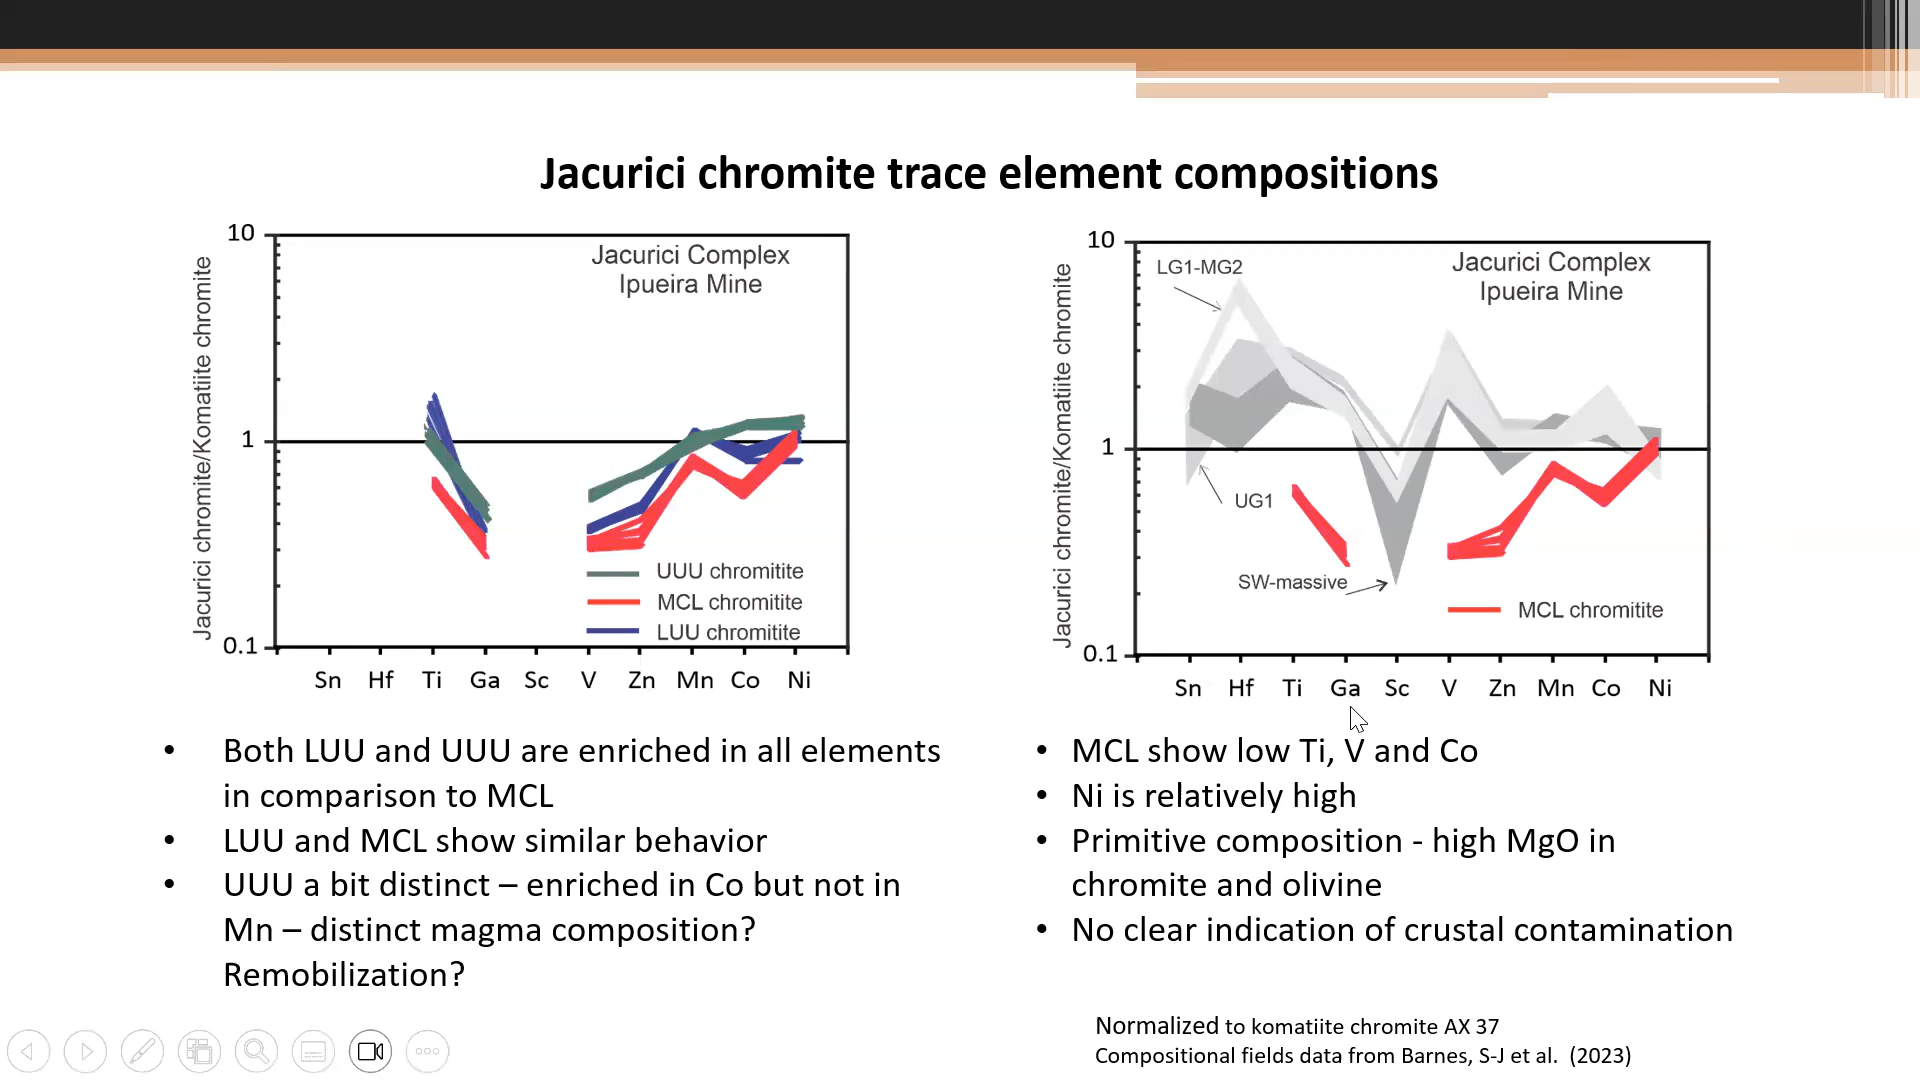 Jacurici chromite trace element compositions
Jacurici chromite/Komatiite chromite
10
1
0.1
Jacurici Complex
Ipueira Mine
UUU chromitite
MCL chromitite
LUU chromitite
Sn Hf Ti Ga Sc V Zn Mn Co Ni
Jacurici chromite/Komatiite chromite
10
1
0.1
LG1-MG2
Jacurici Complex
Ipueira Mine
UG1
SW-massive
MCL chromitite
Sn Hf Ti Ga Sc V Zn Mn Co Ni
• Both LUU and UUU are enriched in all elements
in comparison to MCL
• LUU and MCL show similar behavior
• UUU a bit distinct – enriched in Co but not in
Mn – distinct magma composition?
Remobilization?
• MCL show low Ti, V and Co
• Ni is relatively high
• Primitive composition - high MgO in
chromite and olivine
• No clear indication of crustal contamination
Normalized to komatiite chromite AX 37
Compositional fields data from Barnes, S-J et al. (2023)